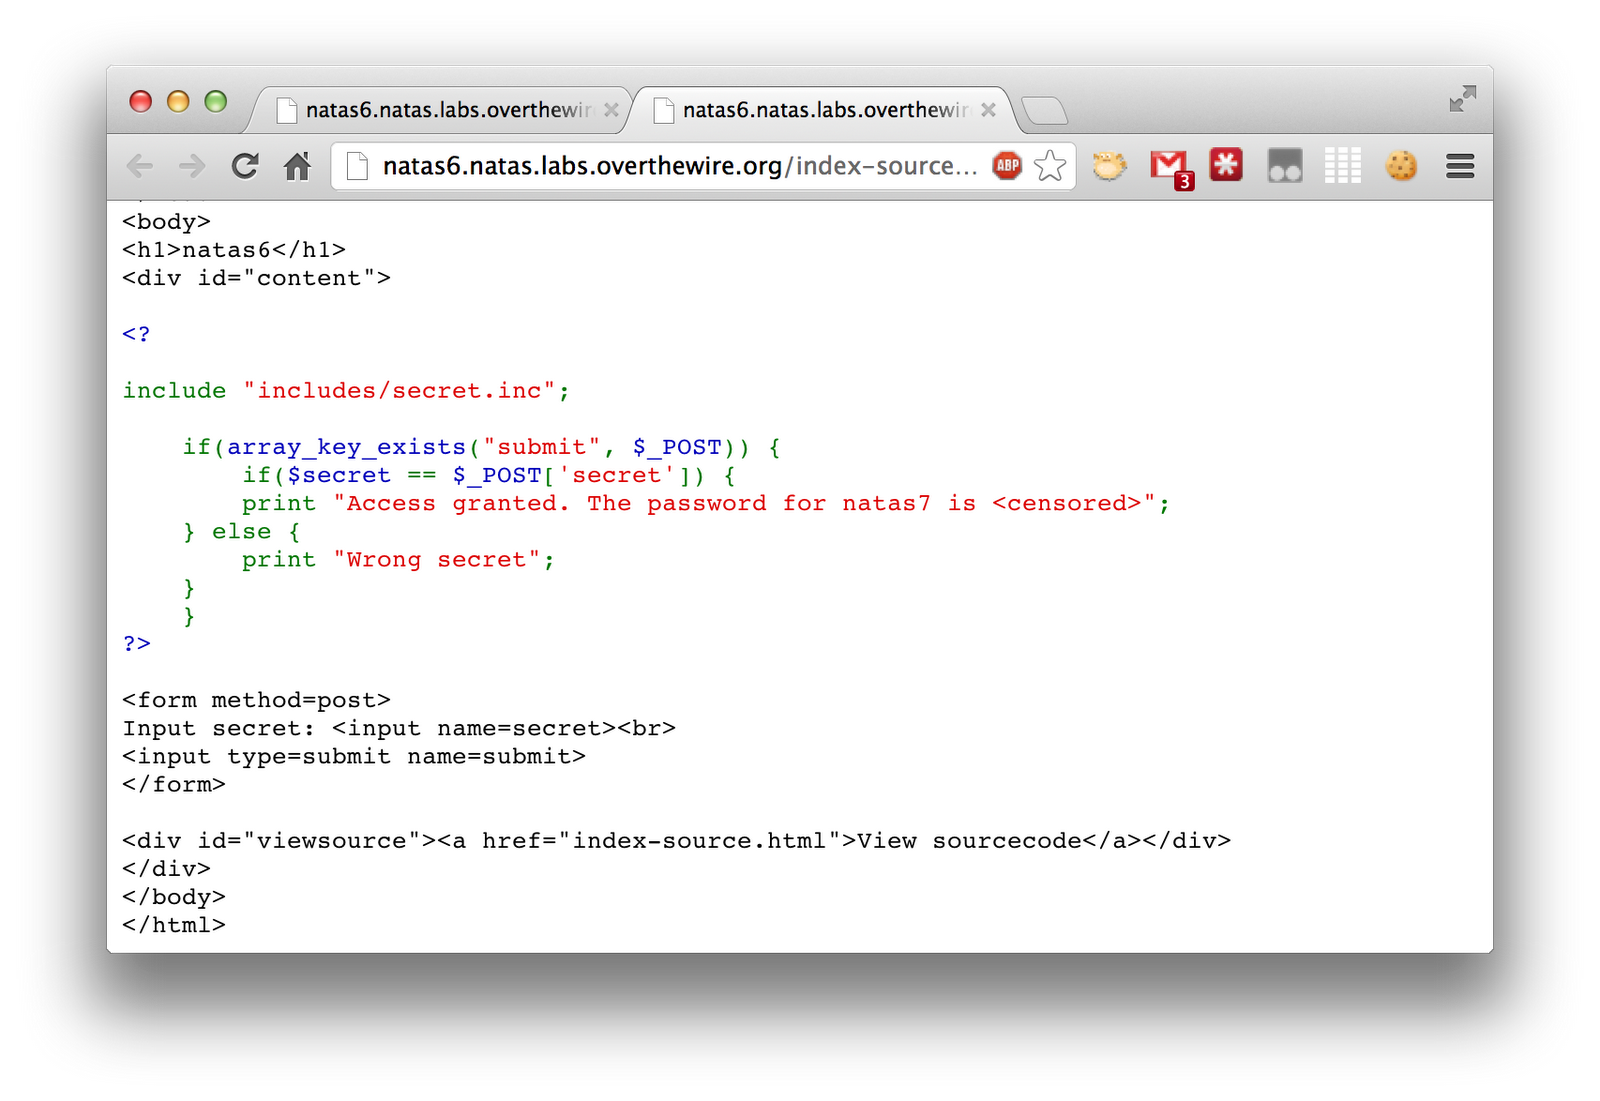 natas6.natas.labs.overthewir
natas6.natas.labs.overthewir
natas6.natas.labs.overthewire.org/index-source...
ABP
3
<body>
<h1>natas6</h1>
<div id="content">
<?
include "includes/secret.inc";
if(array_key_exists("submit", $_POST)) {
if($secret == $_POST['secret']) {
print "Access granted. The password for natas7 is <censored>";
} else {
print "Wrong secret";
}
}
?>
<form method=post>
Input secret: <input name=secret><br>
<input type=submit name=submit>
</form>
<div id="viewsource"><a href="index-source.html">View sourcecode</a></div>
</div>
</body>
</html>